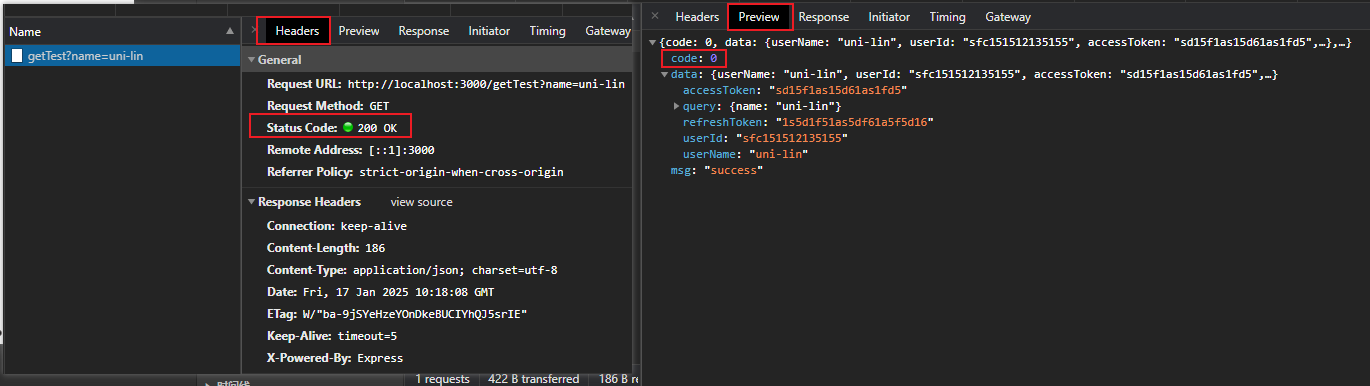 Name
getTest?name=uni-lin
× Headers Preview Response Initiator Timing Gateway
General
Request URL: http://localhost:3000/getTest?name=uni-lin
Request Method: GET
Status Code: 200 OK
Remote Address: [::1]:3000
Referrer Policy: strict-origin-when-cross-origin
Response Headers view source
Connection: keep-alive
Content-Length: 186
Content-Type: application/json; charset=utf-8
Date: Fri, 17 Jan 2025 10:18:08 GMT
ETag: W/"ba-9jSYeHzeYOnDkeBUCIYhQJ5srIE"
Keep-Alive: timeout=5
X-Powered-By: Express
时间线
1 requests 422 B transferred 186 B re
× Headers Preview Response Initiator Timing Gateway
{code: 0, data: {userName: "uni-lin", userId: "sfc151512135155", accessToken: "sd15f1as15d61as1fd5",…},…}
code: 0
data: {userName: "uni-lin", userId: "sfc151512135155", accessToken: "sd15f1as15d61as1fd5",…}
accessToken: "sd15f1as15d61as1fd5"
query: {name: "uni-lin"}
refreshToken: "1s5d1f51as5df61a5f5d16"
userId: "sfc151512135155"
userName: "uni-lin"
msg: "success"